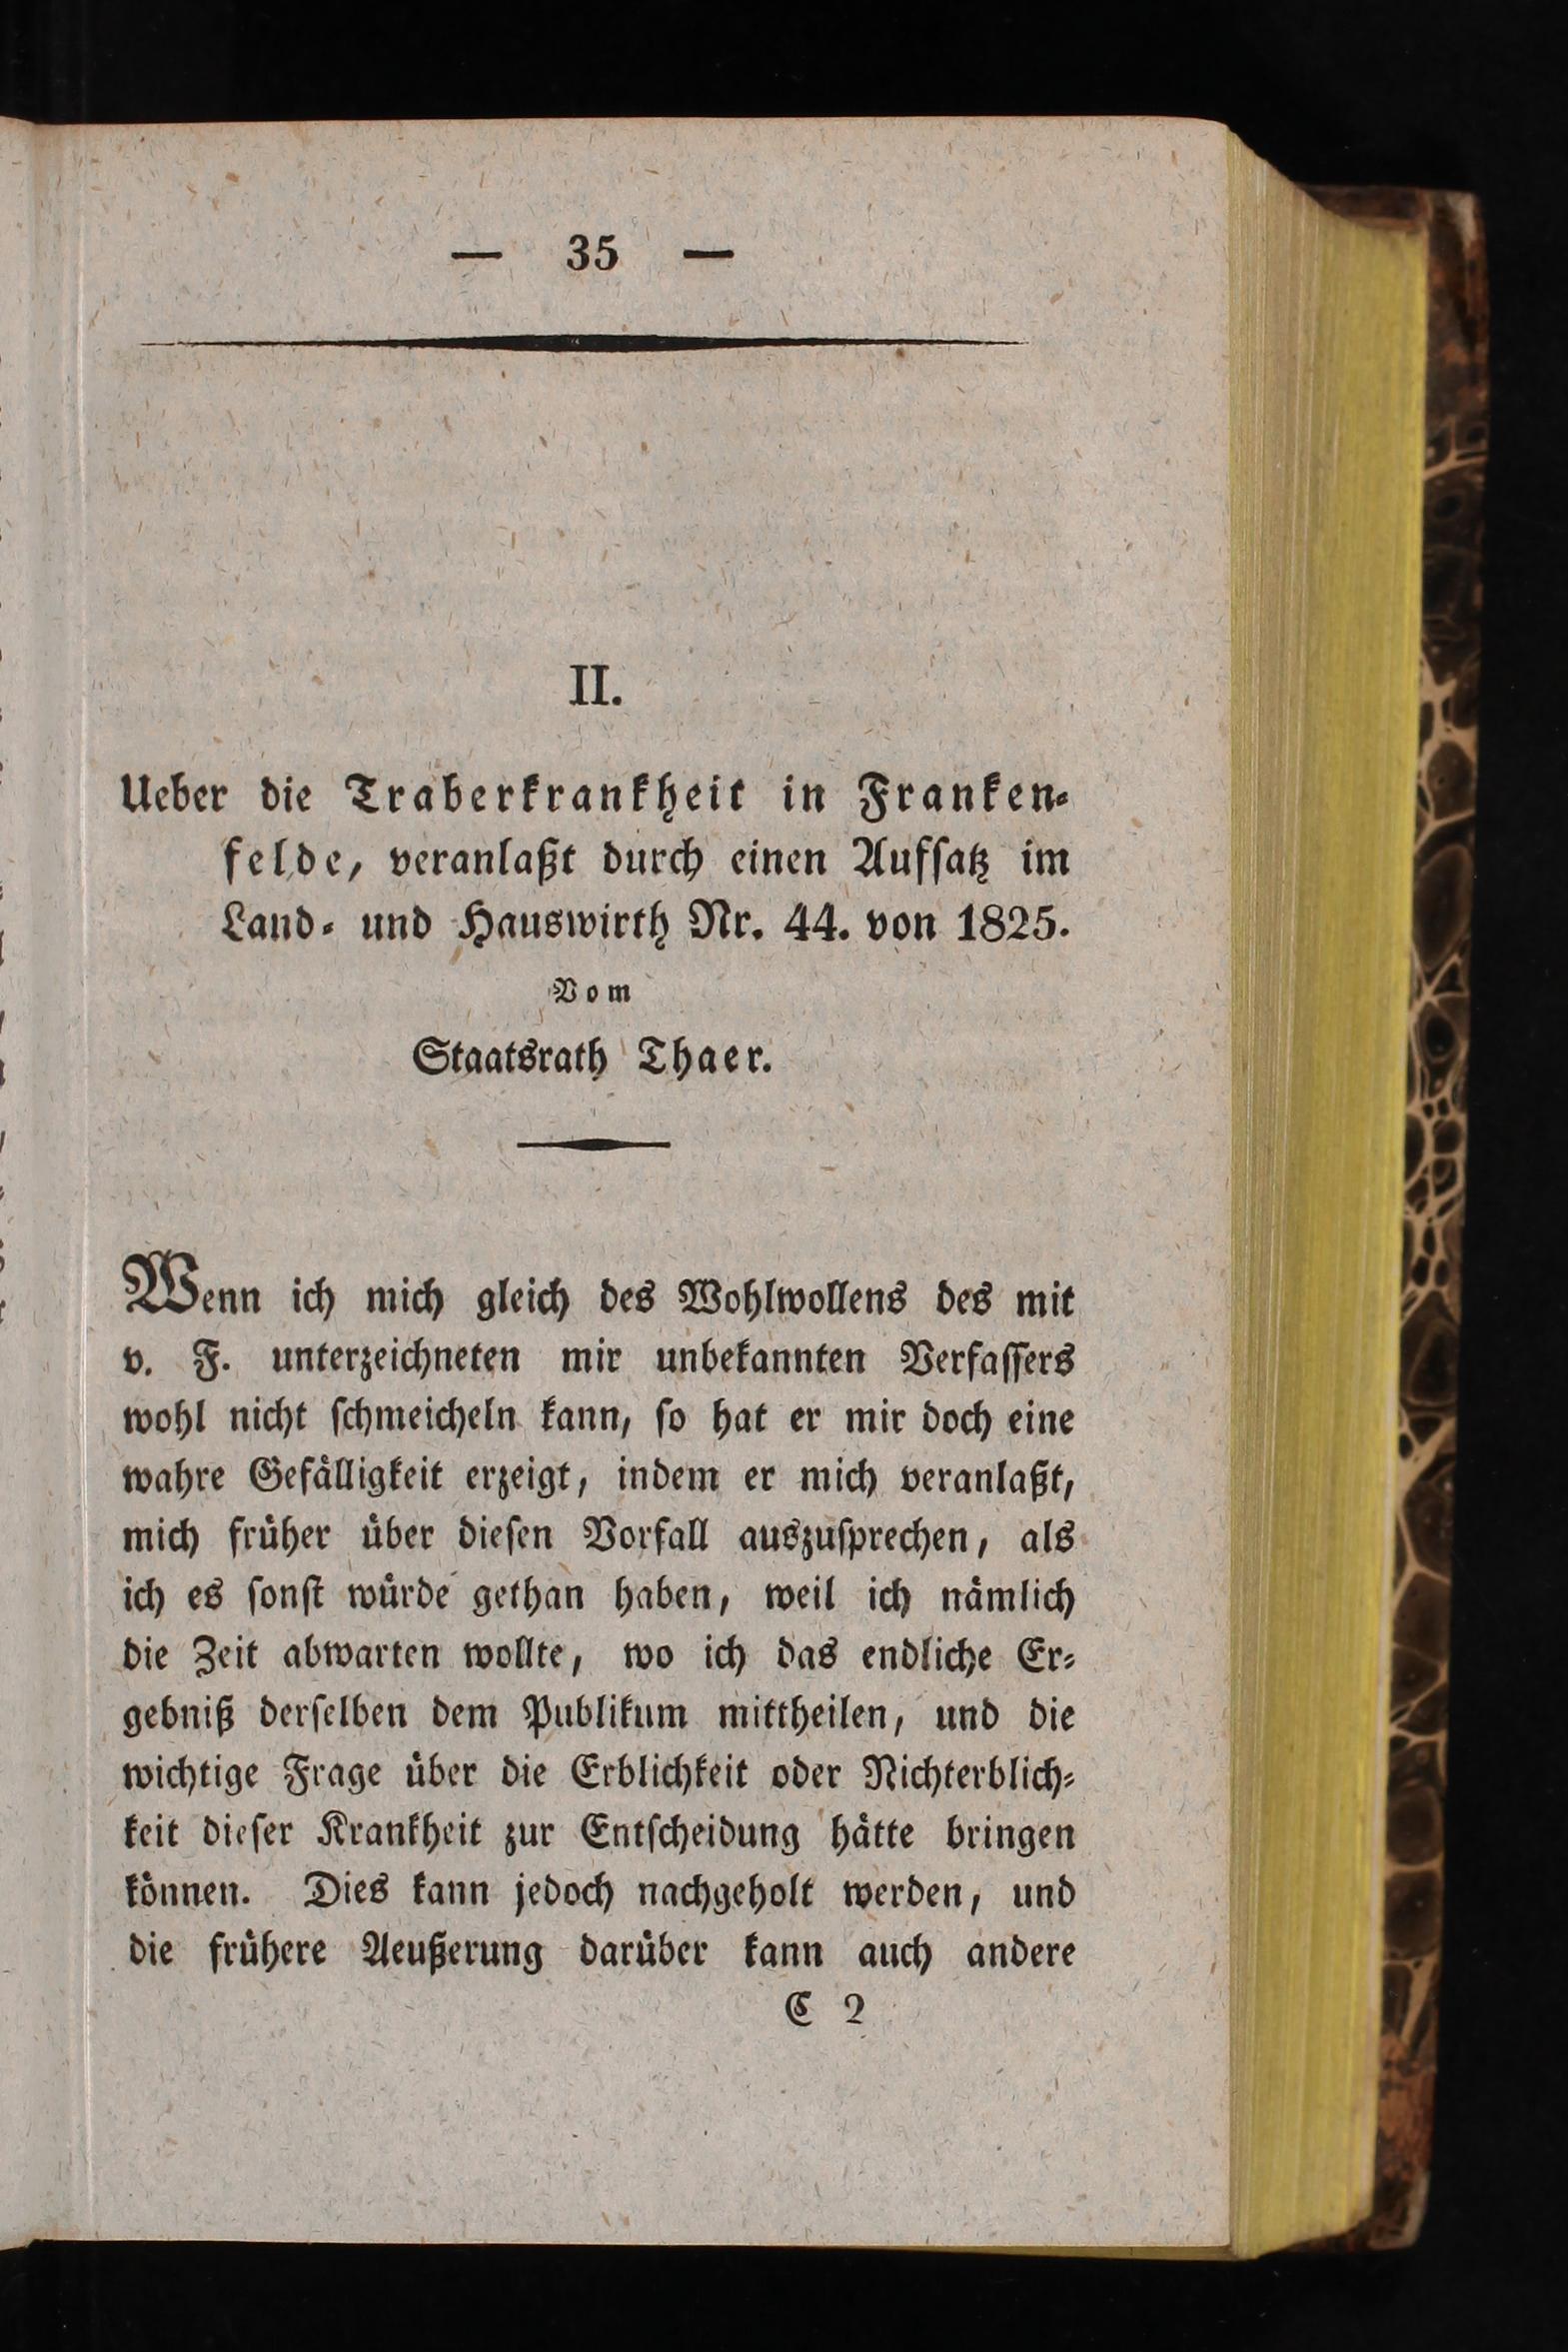 — 35 —
II.
Ueber die Traberkrankheit in Franken-
felde, veranlaßt durch einen Aufſatz im
Land- und Hauswirth Nr. 44. von 1825.
Vom
Staatsrath Thaer.
Wenn ich mich gleich des Wohlwollens des mit
v. F. unterzeichneten mir unbekannten Verfaſſers
wohl nicht ſchmeicheln kann, ſo hat er mir doch eine
wahre Gefälligkeit erzeigt, indem er mich veranlaßt,
mich früher über dieſen Vorfall auszuſprechen, als
ich es ſonſt würde gethan haben, weil ich nämlich
die Zeit abwarten wollte, wo ich das endliche Er-
gebniß derſelben dem Publikum mittheilen, und die
wichtige Frage über die Erblichkeit oder Nichterblich-
keit dieſer Krankheit zur Entſcheidung hätte bringen
können. Dies kann jedoch nachgeholt werden, und
die frühere Aeußerung darüber kann auch andere
C 2